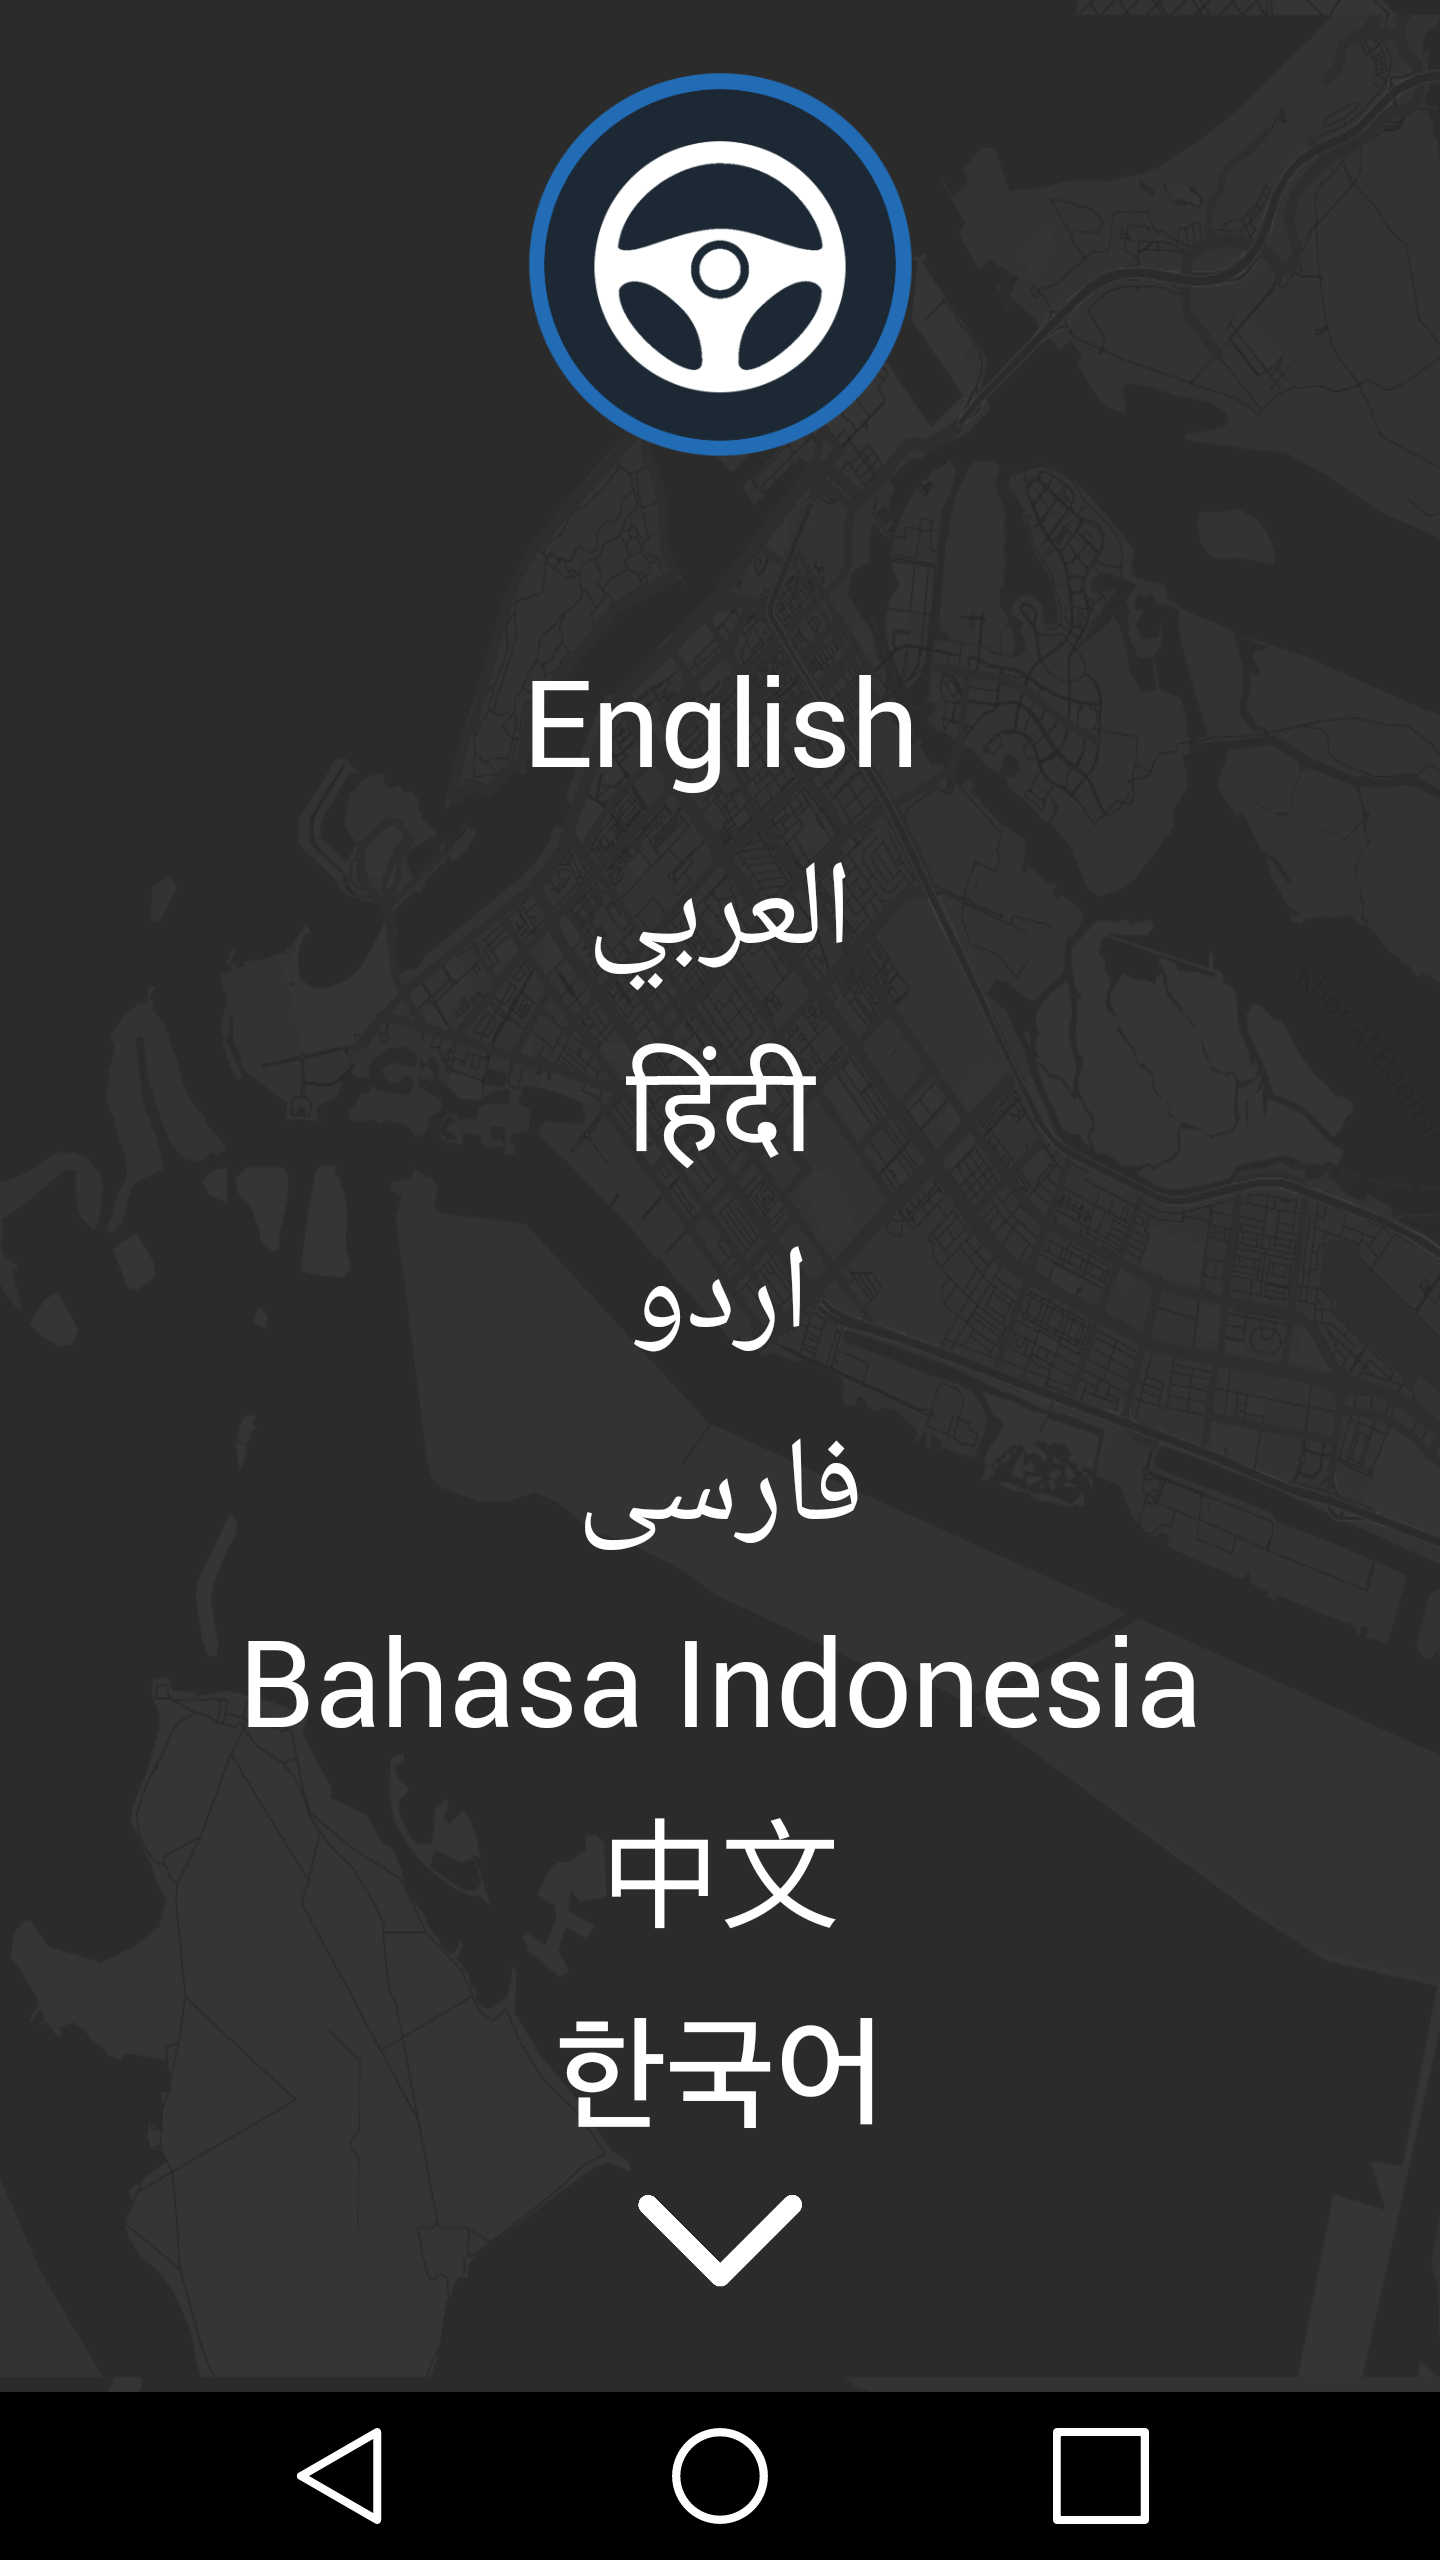 English
العربي
हिंदी
اردو
فارسی
Bahasa Indonesia
中文
한국어